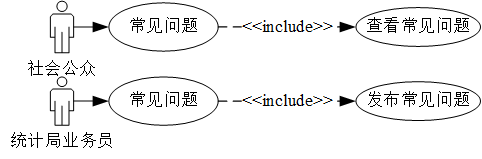 常见问题 <<include>> 查看常见问题
社会公众
常见问题 <<include>> 发布常见问题
统计局业务员